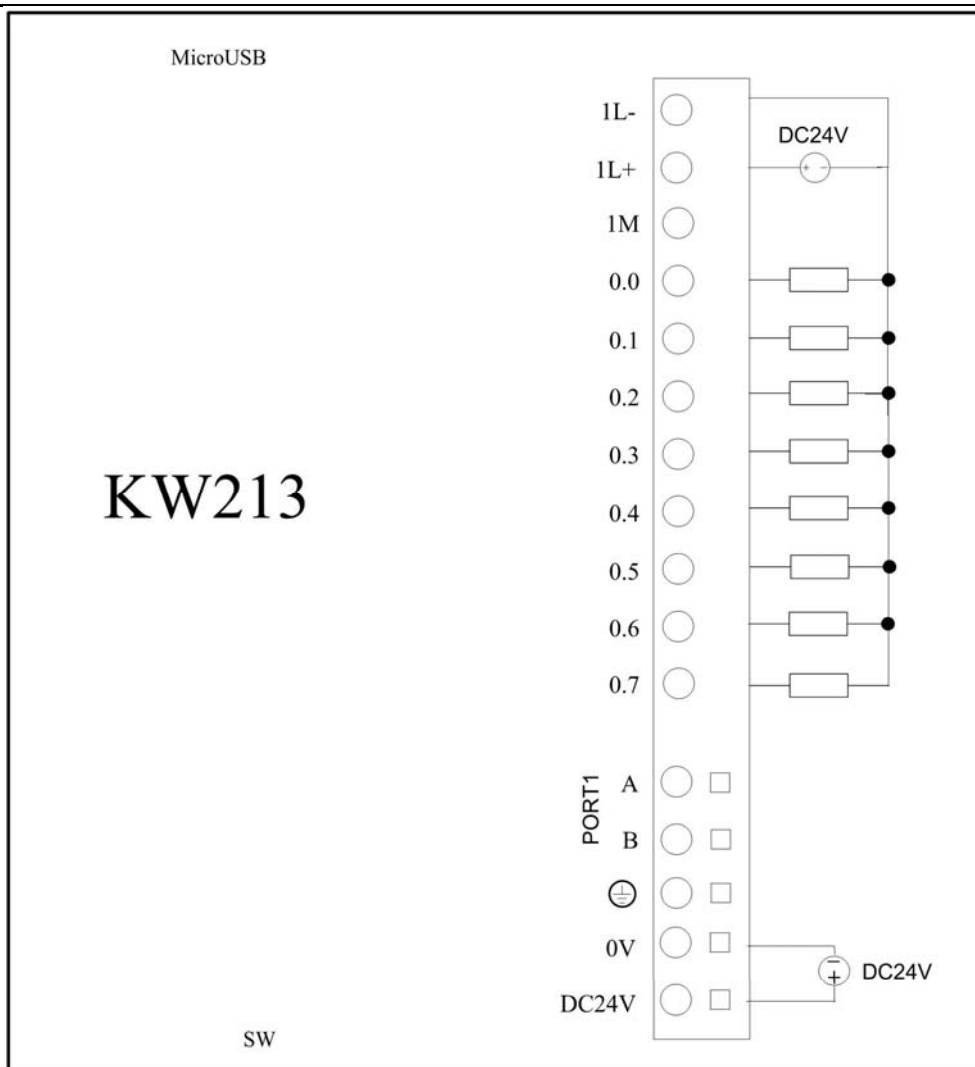 MicroUSB
1L-
DC24V
1L+
1M
0.0
0.1
0.2
0.3
KW213
0.4
0.5
0.6
0.7
PORT1
A
B
0V
DC24V
DC24V
SW